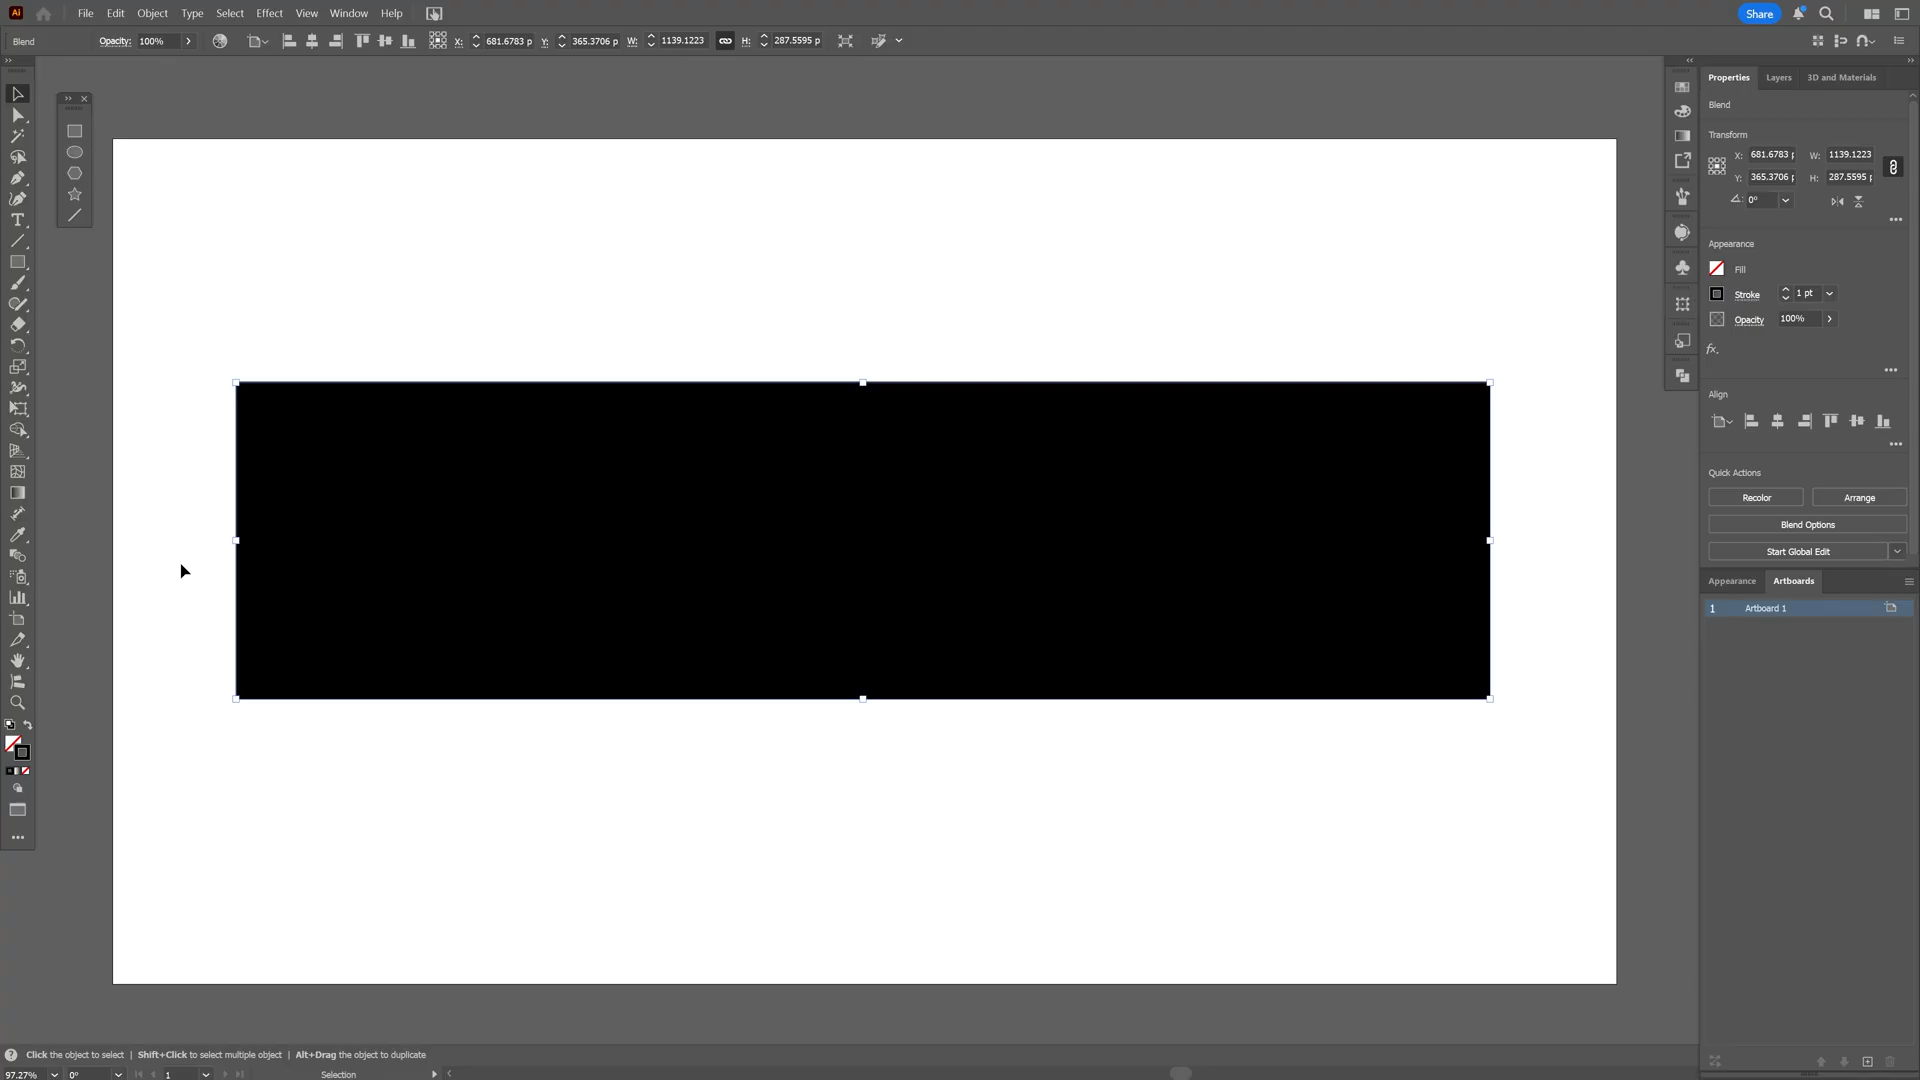 Ai File Edit Object Type Select Effect View Window Help Share
Blend Opacity: 100% X: 681.6783 p Y: 365.3706 p W: 1139.1223 H: 287.5595 p
Properties Layers 3D and Materials
Blend
Transform
X: 681.6783 p W: 1139.1223
Y: 365.3706 p H: 287.5595 p
0°
Appearance
Fill
Stroke 1 pt
Opacity 100%
fx.
Align
Quick Actions
Recolor Arrange
Blend Options
Start Global Edit
Appearance Artboards
1 Artboard 1
Click the object to select | Shift+Click to select multiple object | Alt+Drag the object to duplicate
97.27% 0° 1 Selection